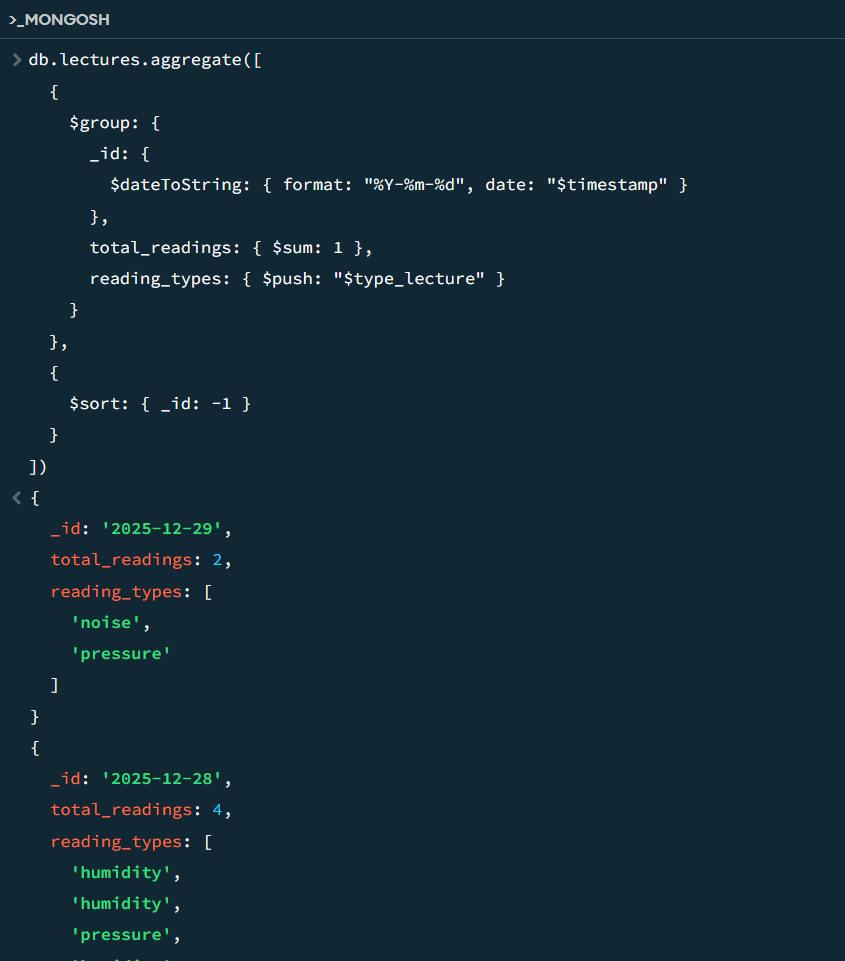 >_MONGOSH
> db.lectures.aggregate([
{
$group: {
_id: {
$dateToString: { format: "%Y-%m-%d", date: "$timestamp" }
},
total_readings: { $sum: 1 },
reading_types: { $push: "$type_lecture" }
}
},
{
$sort: { _id: -1 }
}
])
< {
_id: '2025-12-29',
total_readings: 2,
reading_types: [
'noise',
'pressure'
]
}
{
_id: '2025-12-28',
total_readings: 4,
reading_types: [
'humidity',
'humidity',
'pressure',